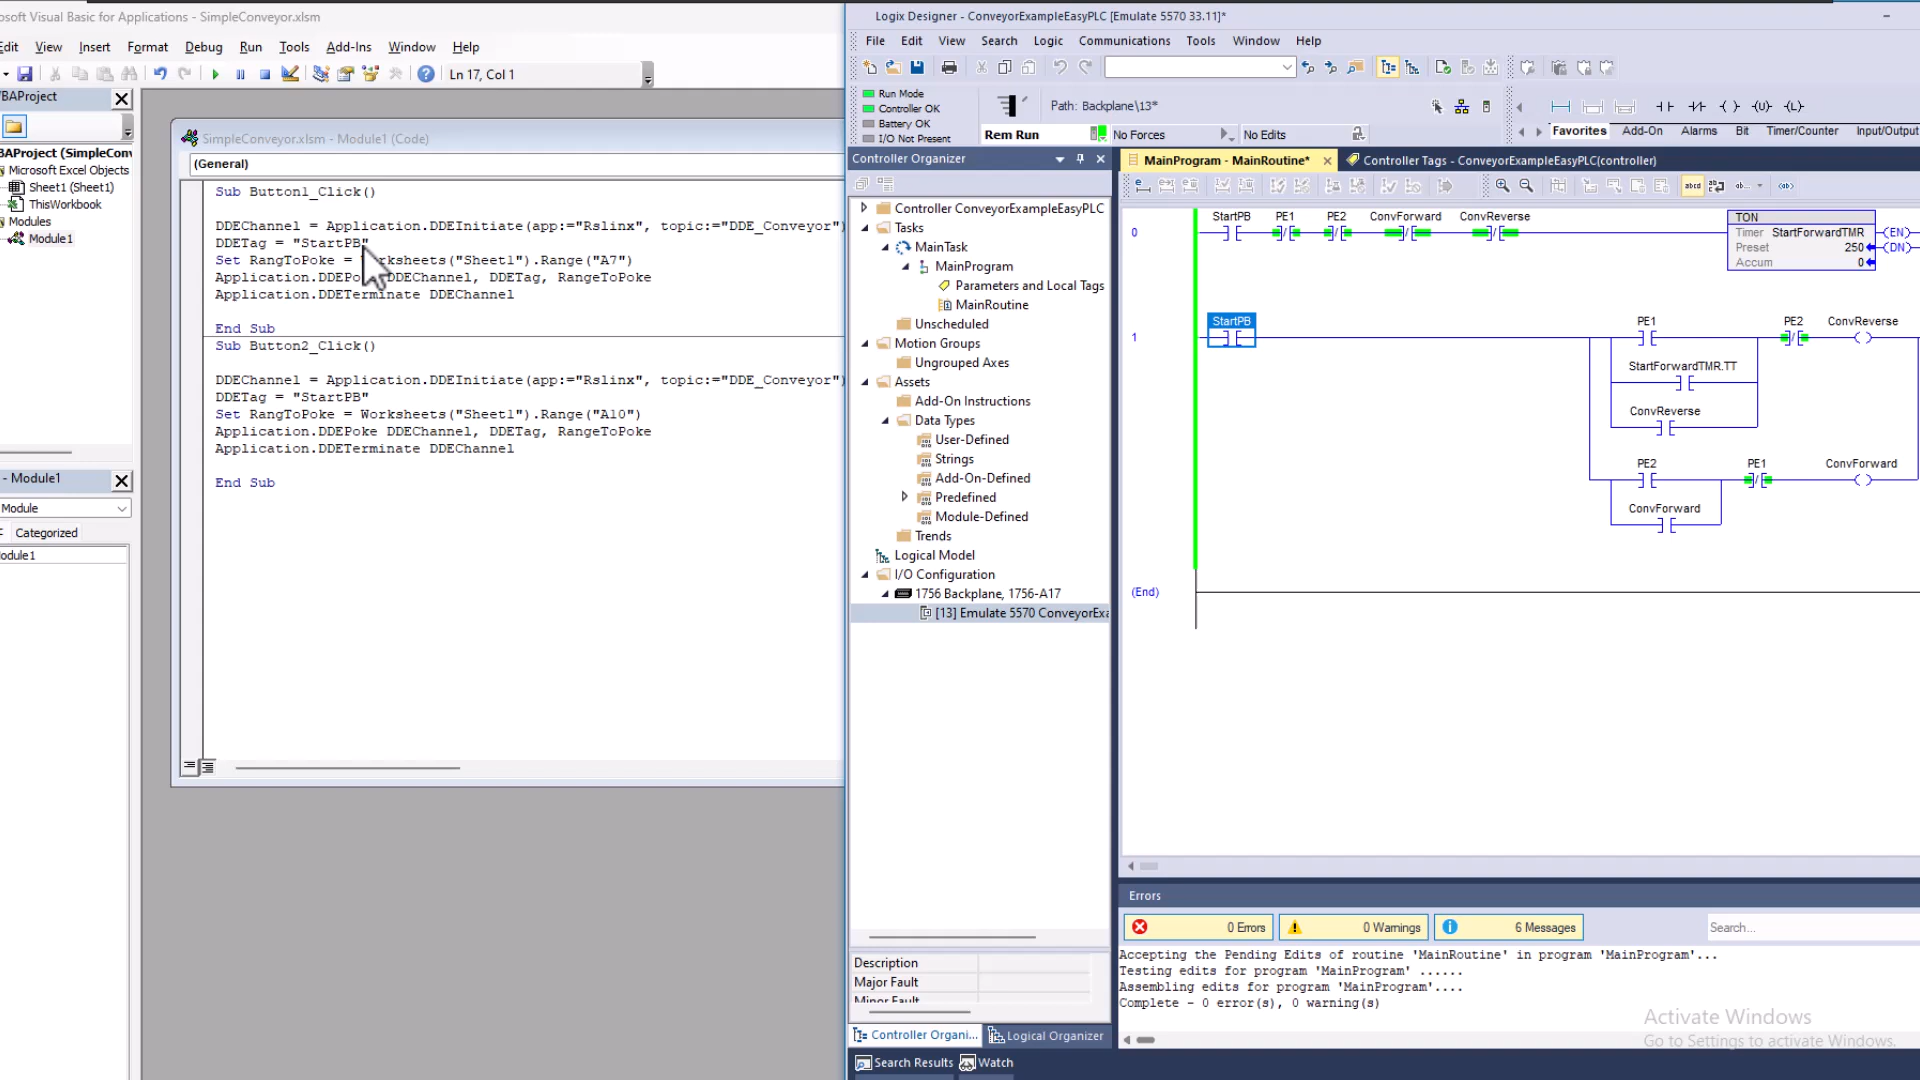 osoft Visual Basic for Applications - SimpleConveyor.xlsm
Edit View Insert Format Debug Run Tools Add-Ins Window Help
Ln 17, Col 1
BAProject
BAProject (SimpleConv
Microsoft Excel Objects
Sheet1 (Sheet1)
ThisWorkbook
Modules
Module1
- Module1
Module
Categorized
odule1
SimpleConveyor.xlsm - Module1 (Code)
(General)
Sub Button1_Click()
DDEChannel = Application.DDEInitiate(app:="Rslinx", topic:="DDE_Conveyor")
DDETag = "StartPB"
Set RangToPoke = Worksheets("Sheet1").Range("A7")
Application.DDEPoke DDEChannel, DDETag, RangeToPoke
Application.DDETerminate DDEChannel
End Sub
Sub Button2_Click()
DDEChannel = Application.DDEInitiate(app:="Rslinx", topic:="DDE_Conveyor")
DDETag = "StartPB"
Set RangToPoke = Worksheets("Sheet1").Range("A10")
Application.DDEPoke DDEChannel, DDETag, RangeToPoke
Application.DDETerminate DDEChannel
End Sub
Logix Designer - ConveyorExampleEasyPLC [Emulate 5570 33.11]*
File Edit View Search Logic Communications Tools Window Help
Run Mode
Controller OK
Battery OK
I/O Not Present
Path: Backplane\13*
Rem Run No Forces No Edits
Favorites Add-On Alarms Bit Timer/Counter Input/Output
Controller Organizer
Controller ConveyorExampleEasyPLC
Tasks
MainTask
MainProgram
Parameters and Local Tags
MainRoutine
Unscheduled
Motion Groups
Ungrouped Axes
Assets
Add-On Instructions
Data Types
User-Defined
Strings
Add-On-Defined
Predefined
Module-Defined
Trends
Logical Model
I/O Configuration
1756 Backplane, 1756-A17
[13] Emulate 5570 ConveyorExa
Description
Major Fault
Minor Fault
Controller Organi... Logical Organizer
Search Results Watch
MainProgram - MainRoutine* Controller Tags - ConveyorExampleEasyPLC(controller)
StartPB PE1 PE2 ConvForward ConvReverse
0
TON
Timer StartForwardTMR
Preset 250
Accum 0
(EN)
(DN)
StartPB PE1 PE2 ConvReverse
1
StartForwardTMR.TT
ConvReverse
PE2 PE1 ConvForward
ConvForward
(End)
Errors
0 Errors 0 Warnings 6 Messages Search...
Accepting the Pending Edits of routine 'MainRoutine' in program 'MainProgram'...
Testing edits for program 'MainProgram' ......
Assembling edits for program 'MainProgram'....
Complete - 0 error(s), 0 warning(s)
Activate Windows
Go to Settings to activate Windows.